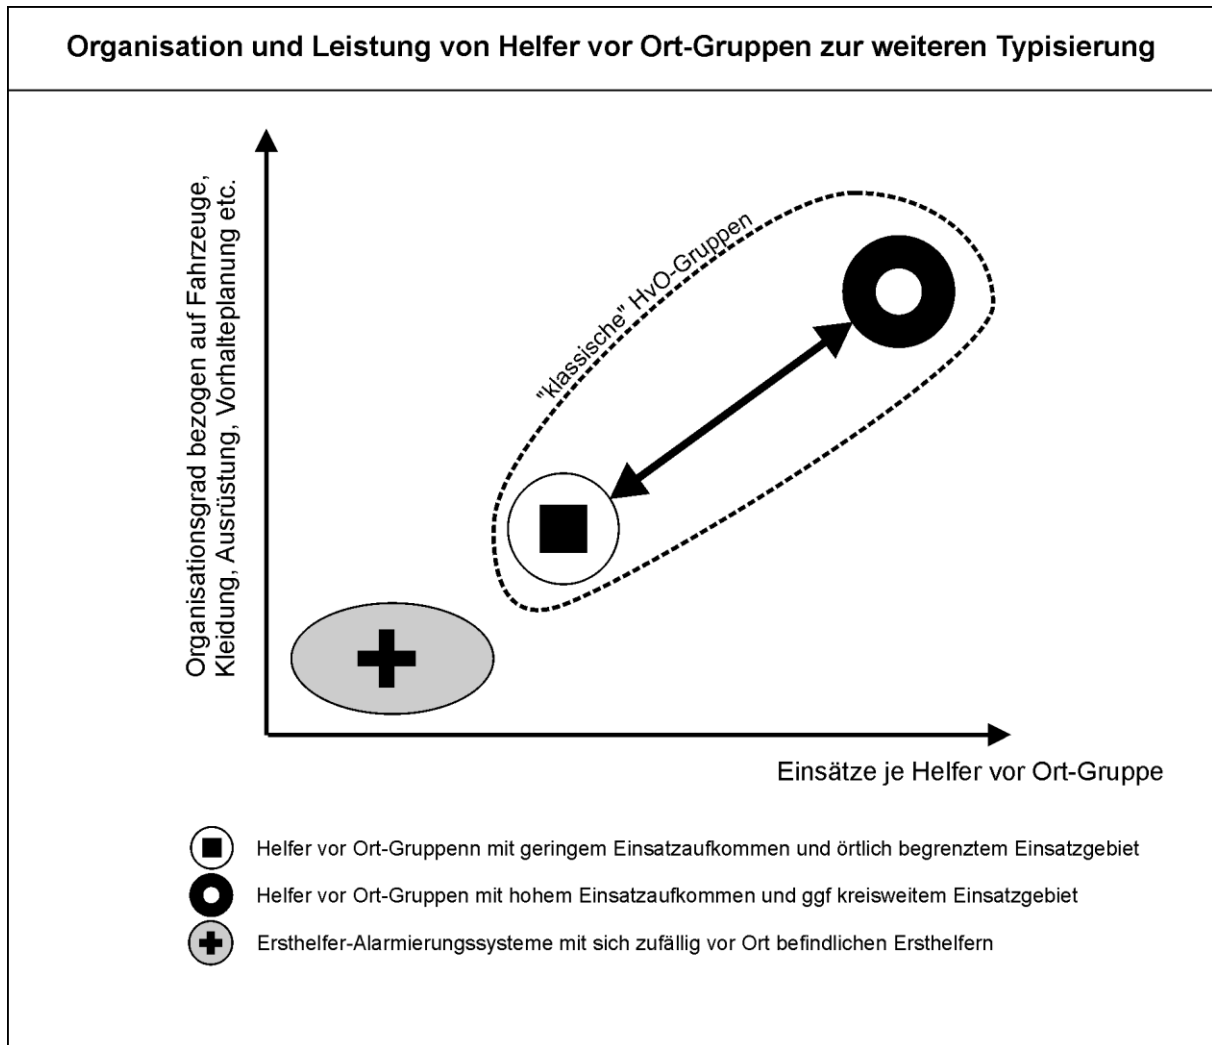 Organisation und Leistung von Helfer vor Ort-Gruppen zur weiteren Typisierung
Organisationsgrad bezogen auf Fahrzeuge,
Kleidung, Ausrüstung, Vorhalteplanung etc.
"klassische" HvO-Gruppen
Einsätze je Helfer vor Ort-Gruppe
Helfer vor Ort-Gruppenn mit geringem Einsatzaufkommen und örtlich begrenztem Einsatzgebiet
Helfer vor Ort-Gruppen mit hohem Einsatzaufkommen und ggf kreisweitem Einsatzgebiet
Ersthelfer-Alarmierungssysteme mit sich zufällig vor Ort befindlichen Ersthelfern